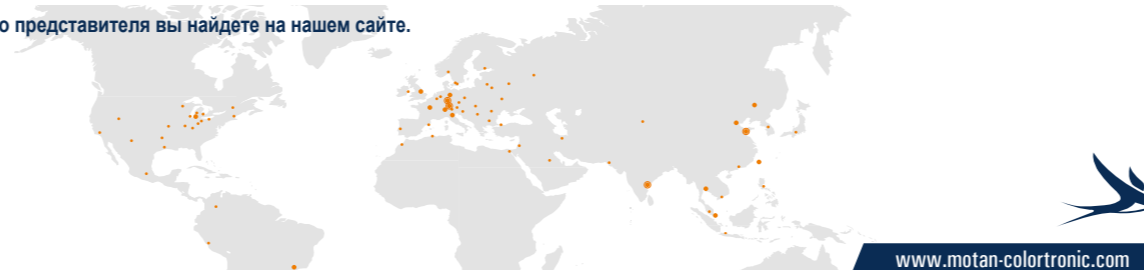 о представителя вы найдете на нашем сайте.
www.motan-colortronic.com